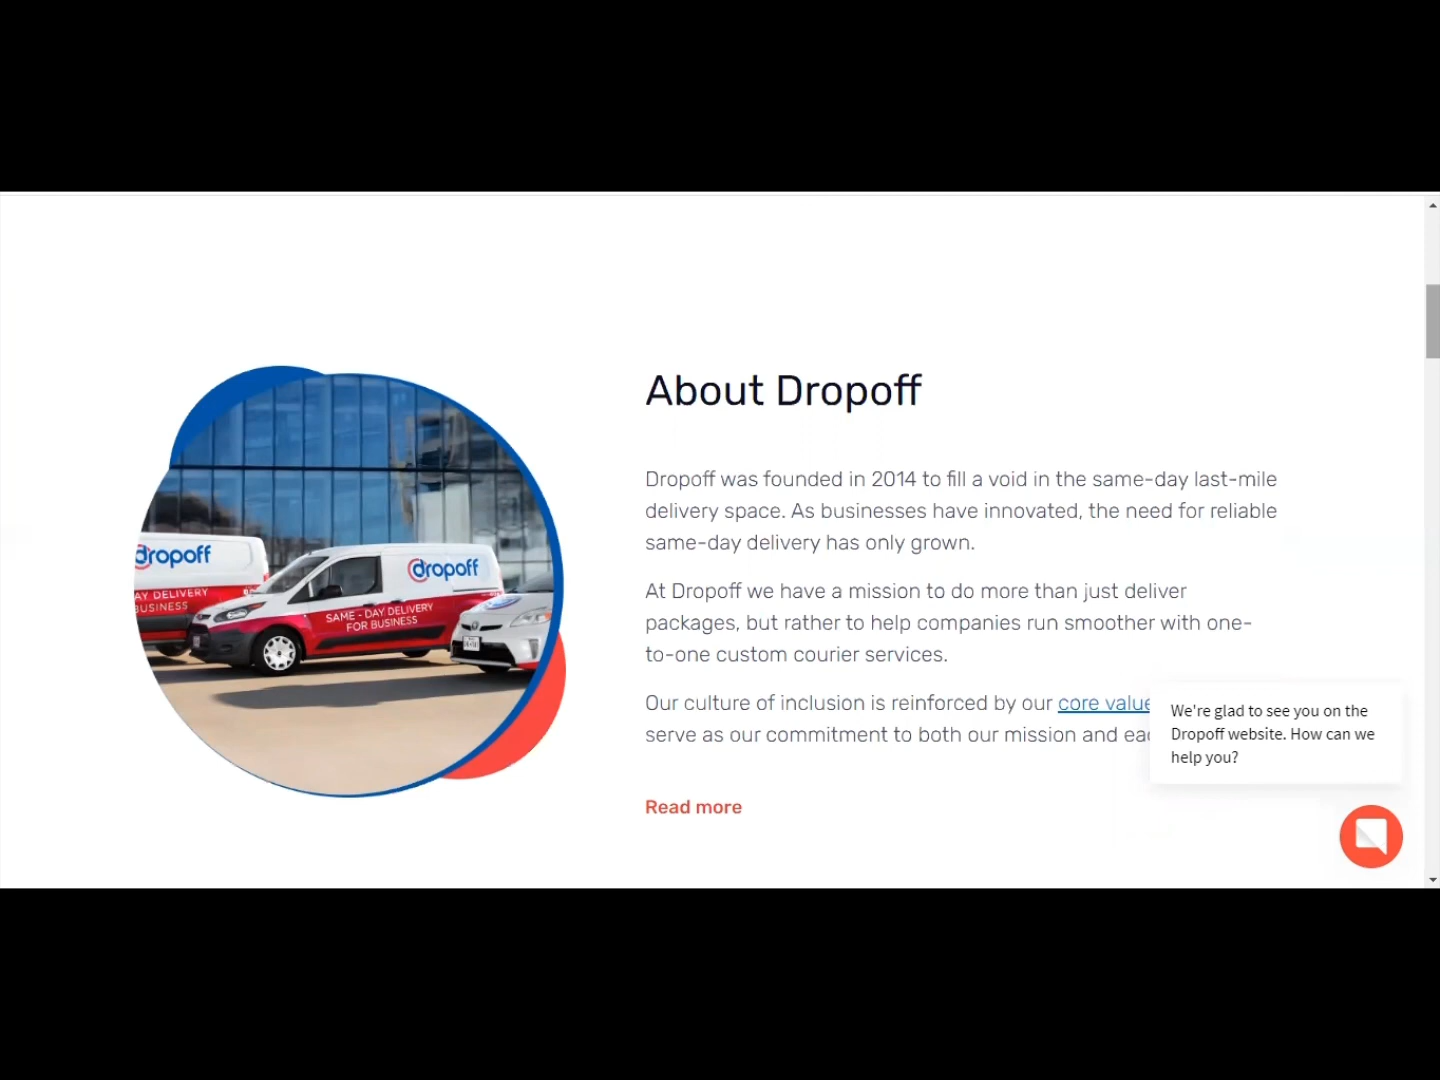 About Dropoff
Dropoff was founded in 2014 to fill a void in the same-day last-mile
delivery space. As businesses have innovated, the need for reliable
same-day delivery has only grown.
At Dropoff we have a mission to do more than just deliver
packages, but rather to help companies run smoother with one-
to-one custom courier services.
Our culture of inclusion is reinforced by our core value
serve as our commitment to both our mission and eac
Read more
dropoff
AY DELIVERY
BUSINESS
dropoff
SAME - DAY DELIVERY
FOR BUSINESS
We're glad to see you on the
Dropoff website. How can we
help you?